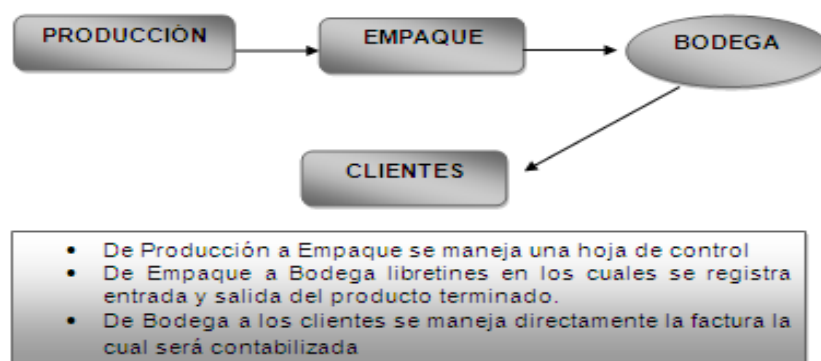 PRODUCCIÓN
EMPAQUE
BODEGA
CLIENTES
• De Producción a Empaque se maneja una hoja de control
• De Empaque a Bodega libretines en los cuales se registra
entrada y salida del producto terminado.
• De Bodega a los clientes se maneja directamente la factura la
cual será contabilizada